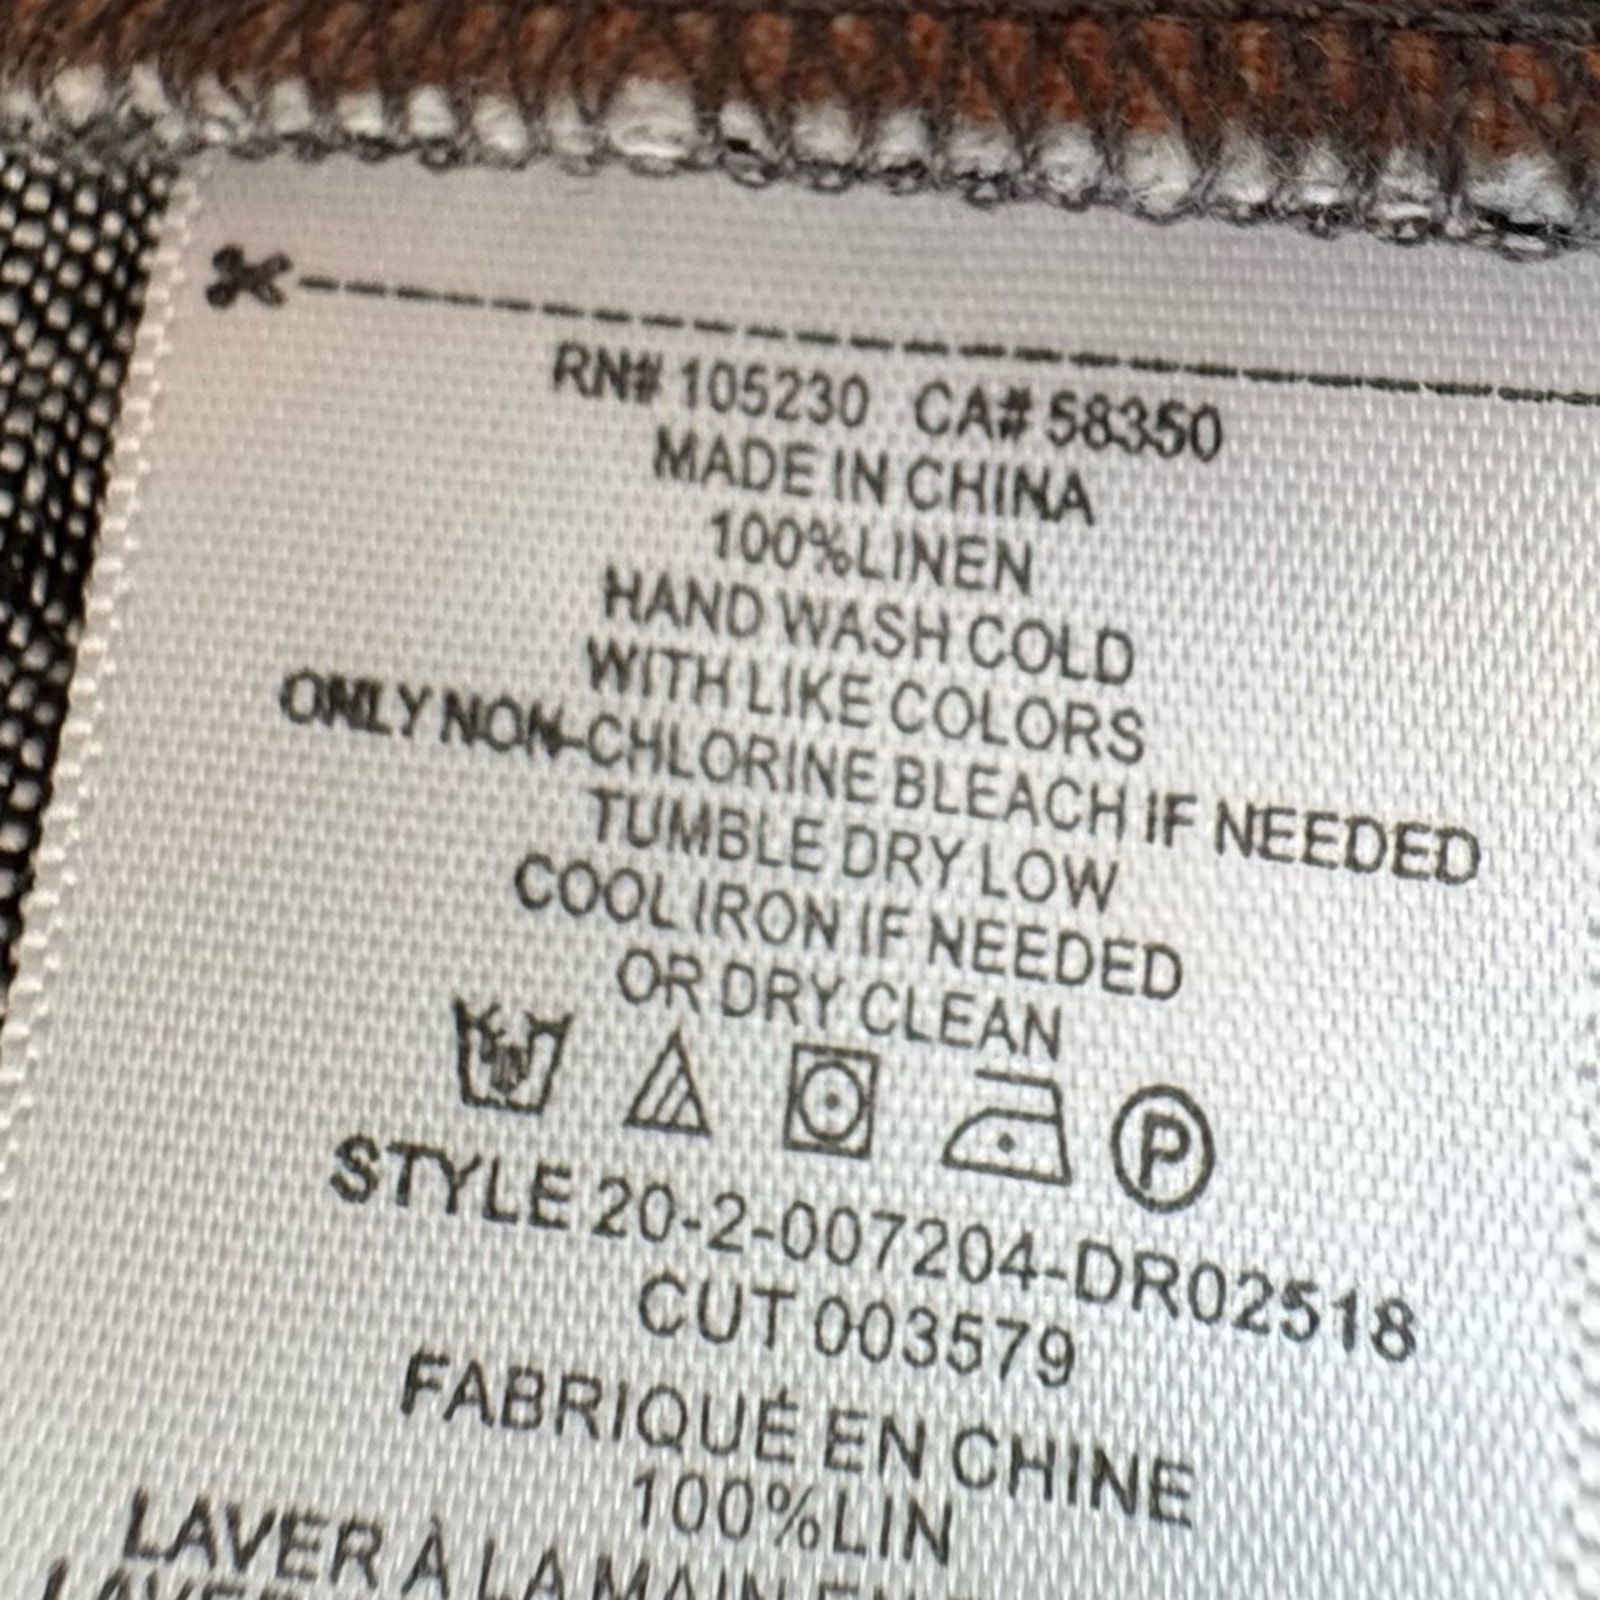 RN# 105230 CA# 58350
MADE IN CHINA
100%LINEN
HAND WASH COLD
WITH LIKE COLORS
ONLY NON-CHLORINE BLEACH IF NEEDED
TUMBLE DRY LOW
COOL IRON IF NEEDED
OR DRY CLEAN
P
STYLE 20-2-007204-DR02518
CUT 003579
FABRIQUÉ EN CHINE
100%LIN
LAVER À LA MAIN EN